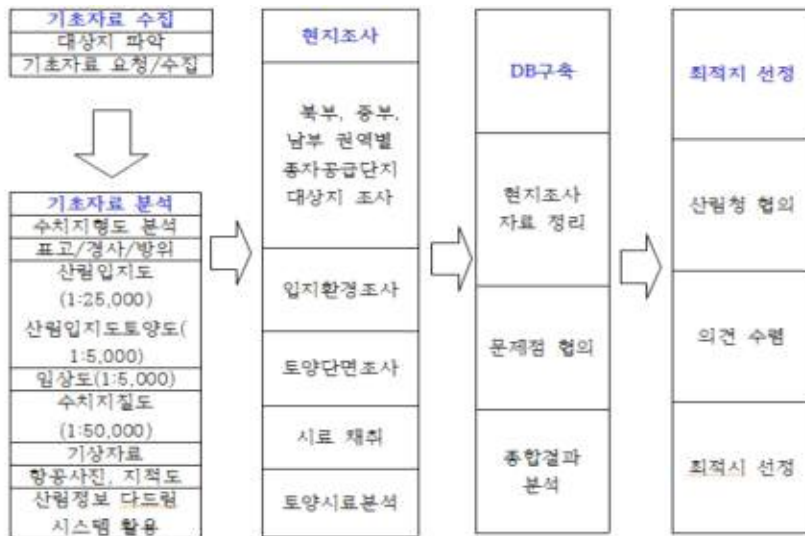 기초자료 수집
대상지 파악
기초자료 요청/수집
기초자료 분석
수치지형도 분석
표고/경사/방위
산림입지도
(1:25,000)
산림입지도토양도(
1:5,000)
임상도(1:5,000)
수치지질도
(1:50,000)
기상자료
항공사진, 지적도
산림정보 다드림
시스템 활용
현지조사
북부, 중부,
남부 권역별
종자공급단지
대상지 조사
입지환경조사
토양단면조사
시료 채취
토양시료분석
DB구축
현지조사
자료 정리
문제점 협의
종합결과
분석
최적지 선정
산림청 협의
의견 수렴
최적시 선정